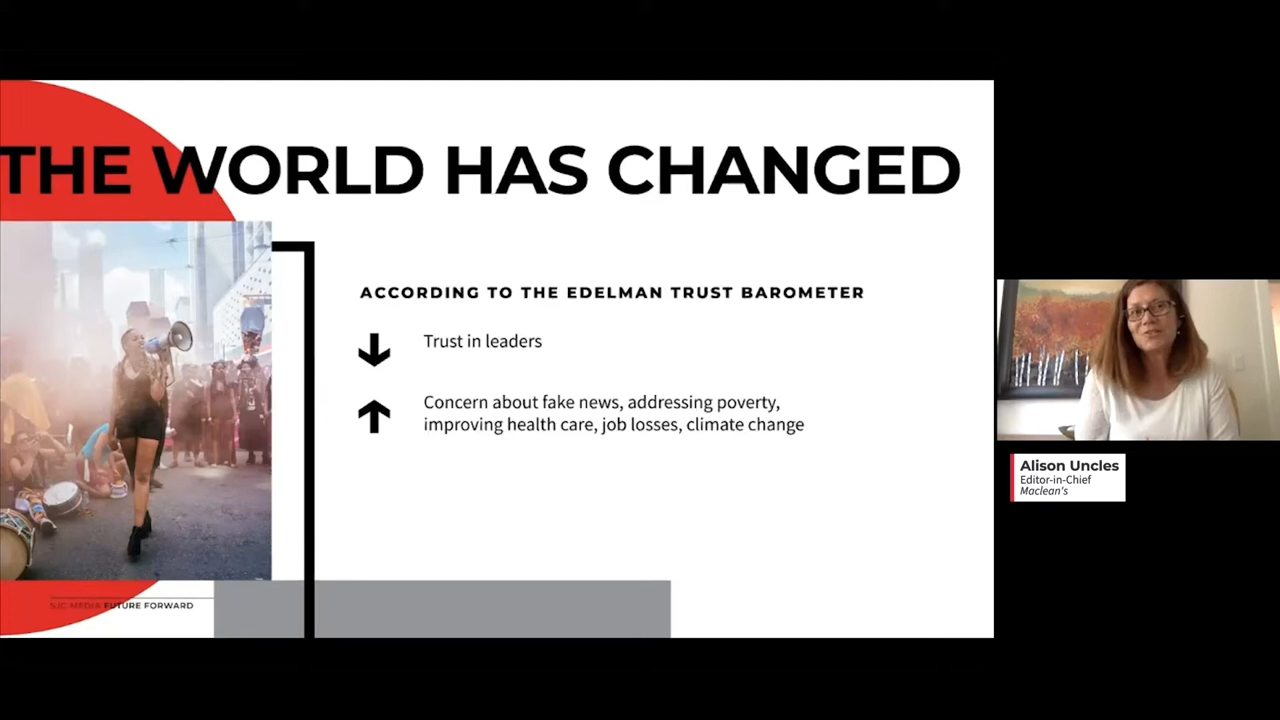 THE WORLD HAS CHANGED
ACCORDING TO THE EDELMAN TRUST BAROMETER
Trust in leaders
Concern about fake news, addressing poverty,
improving health care, job losses, climate change
SJC MEDIA FUTURE FORWARD
Alison Uncles
Editor-in-Chief
Maclean's